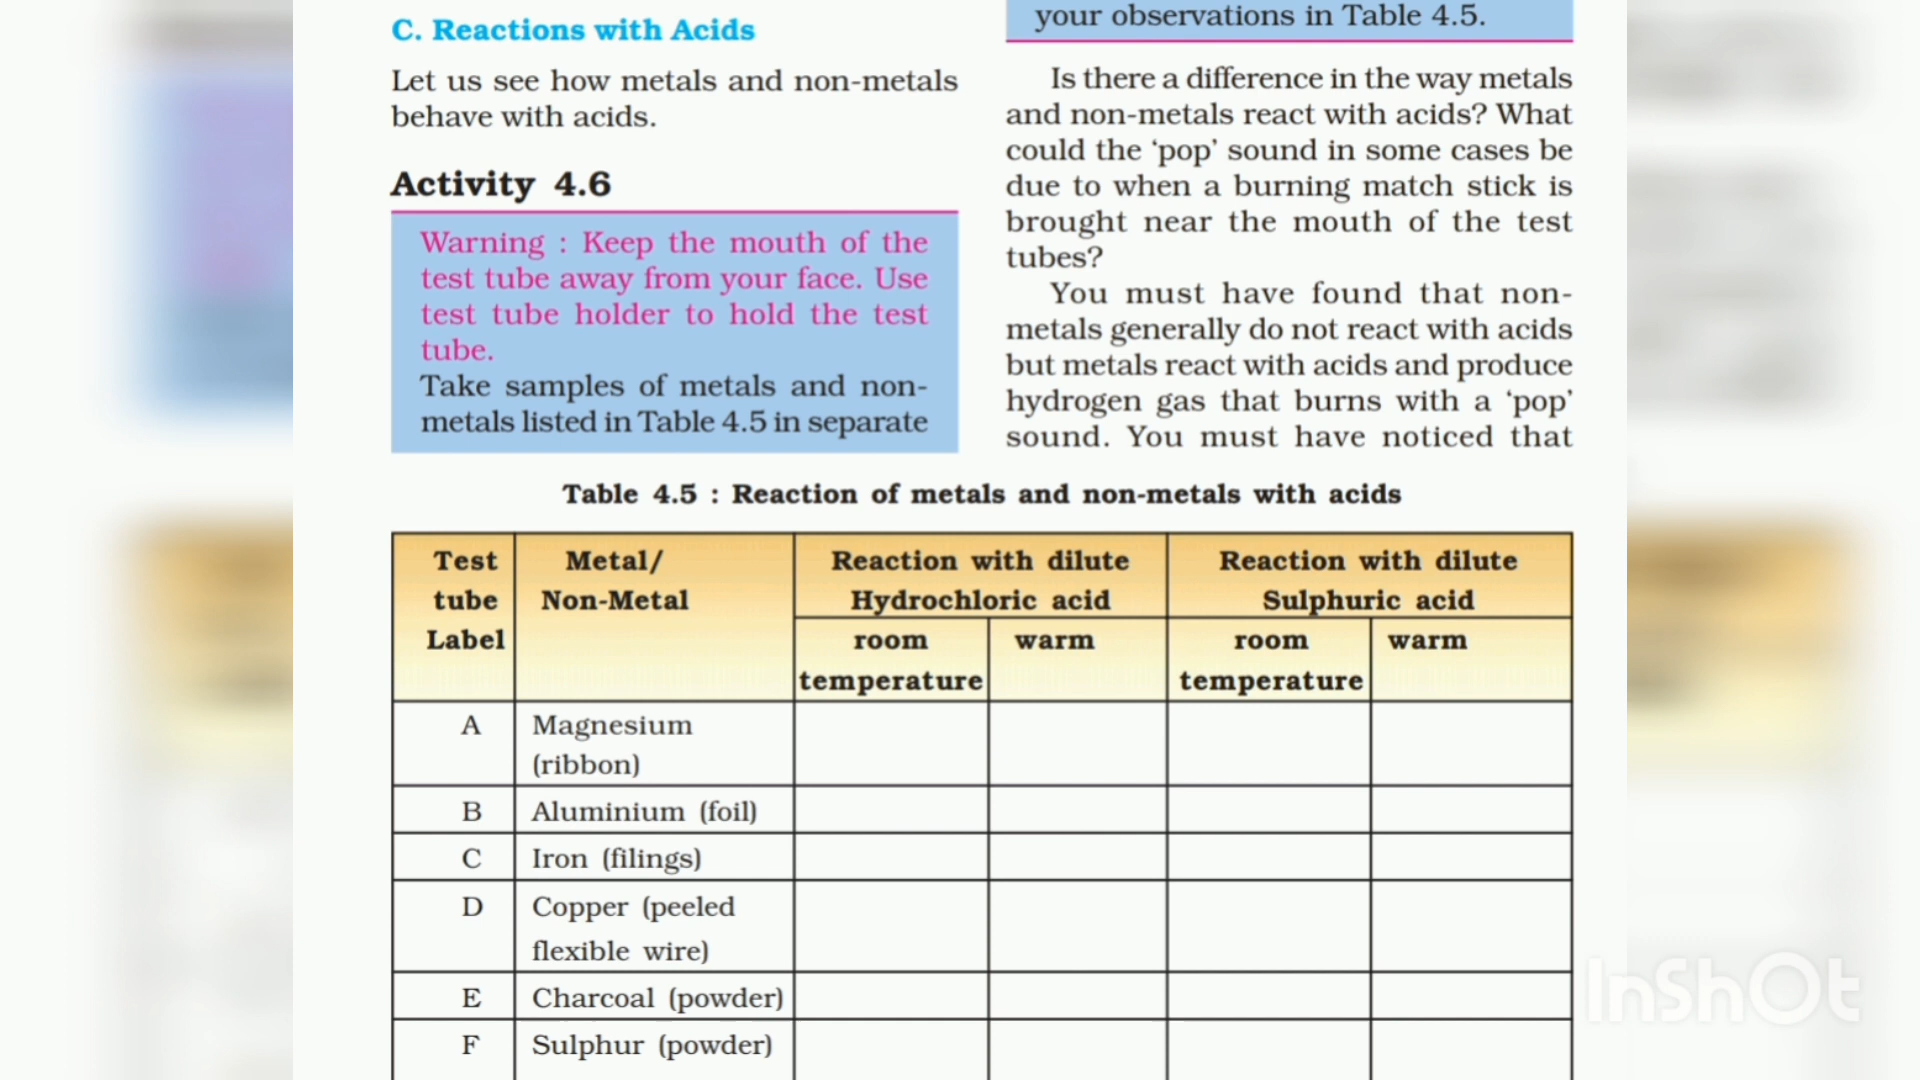 C. Reactions with Acids
Let us see how metals and non-metals
behave with acids.
Activity 4.6
Warning : Keep the mouth of the
test tube away from your face. Use
test tube holder to hold the test
tube.
Take samples of metals and non-
metals listed in Table 4.5 in separate
your observations in Table 4.5.
Is there a difference in the way metals
and non-metals react with acids? What
could the ‘pop’ sound in some cases be
due to when a burning match stick is
brought near the mouth of the test
tubes?
You must have found that non-
metals generally do not react with acids
but metals react with acids and produce
hydrogen gas that burns with a ‘pop’
sound. You must have noticed that
Table 4.5 : Reaction of metals and non-metals with acids
Test tube Label
Metal/ Non-Metal
Reaction with dilute Hydrochloric acid
Reaction with dilute Sulphuric acid
room temperature
warm
room temperature
warm
A Magnesium (ribbon)
B Aluminium (foil)
C Iron (filings)
D Copper (peeled flexible wire)
E Charcoal (powder)
F Sulphur (powder)
InShOt